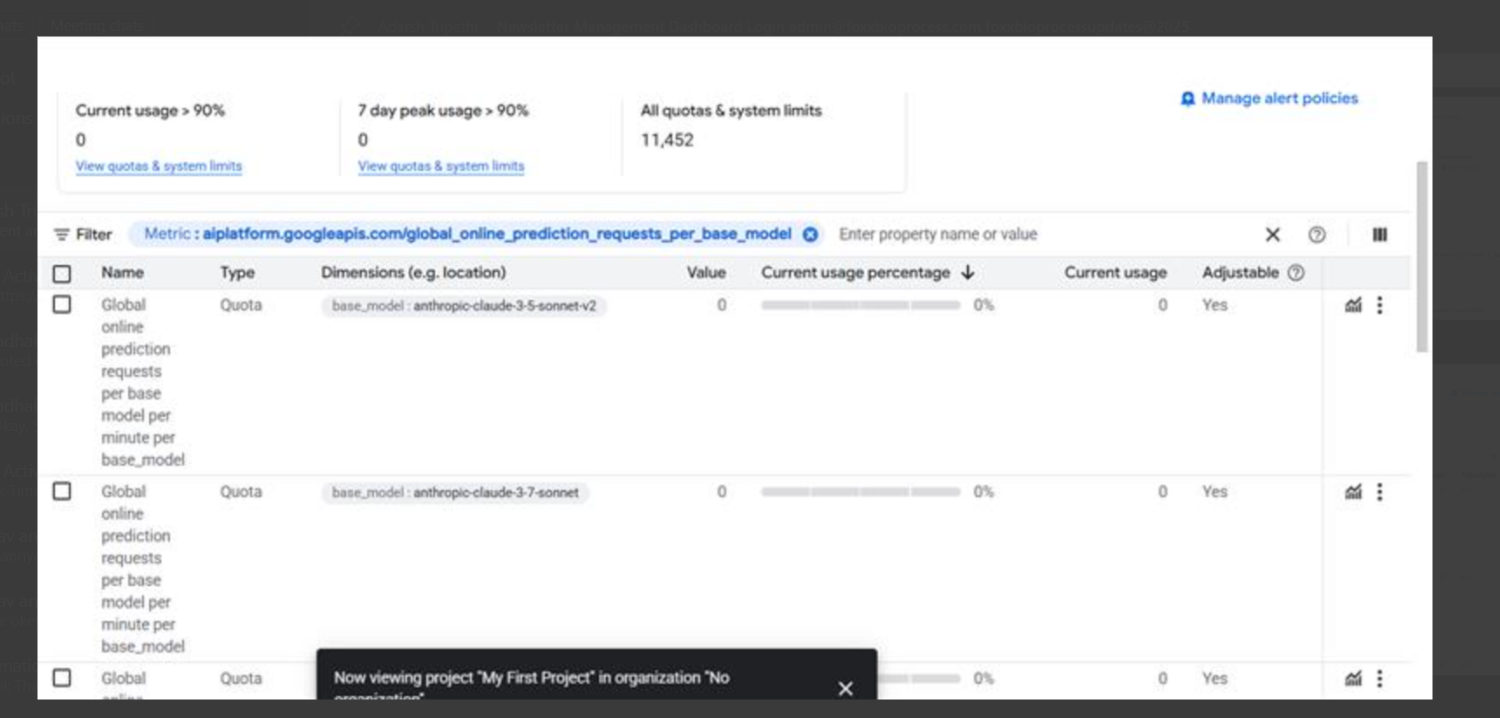 Current usage > 90%
0
View quotas & system limits
7 day peak usage > 90%
0
View quotas & system limits
All quotas & system limits
11,452
Manage alert policies
Filter
Metric : aiplatform.googleapis.com/global_online_prediction_requests_per_base_model
Enter property name or value
Name Type Dimensions (e.g. location) Value Current usage percentage Current usage Adjustable
Global online prediction requests per base model per minute per base_model
Quota
base_model : anthropic-claude-3-5-sonnet-v2
0
0%
0
Yes
Global online prediction requests per base model per minute per base_model
Quota
base_model : anthropic-claude-3-7-sonnet
0
0%
0
Yes
Global
online
Quota
0%
0
Yes
Now viewing project "My First Project" in organization "No
organization"